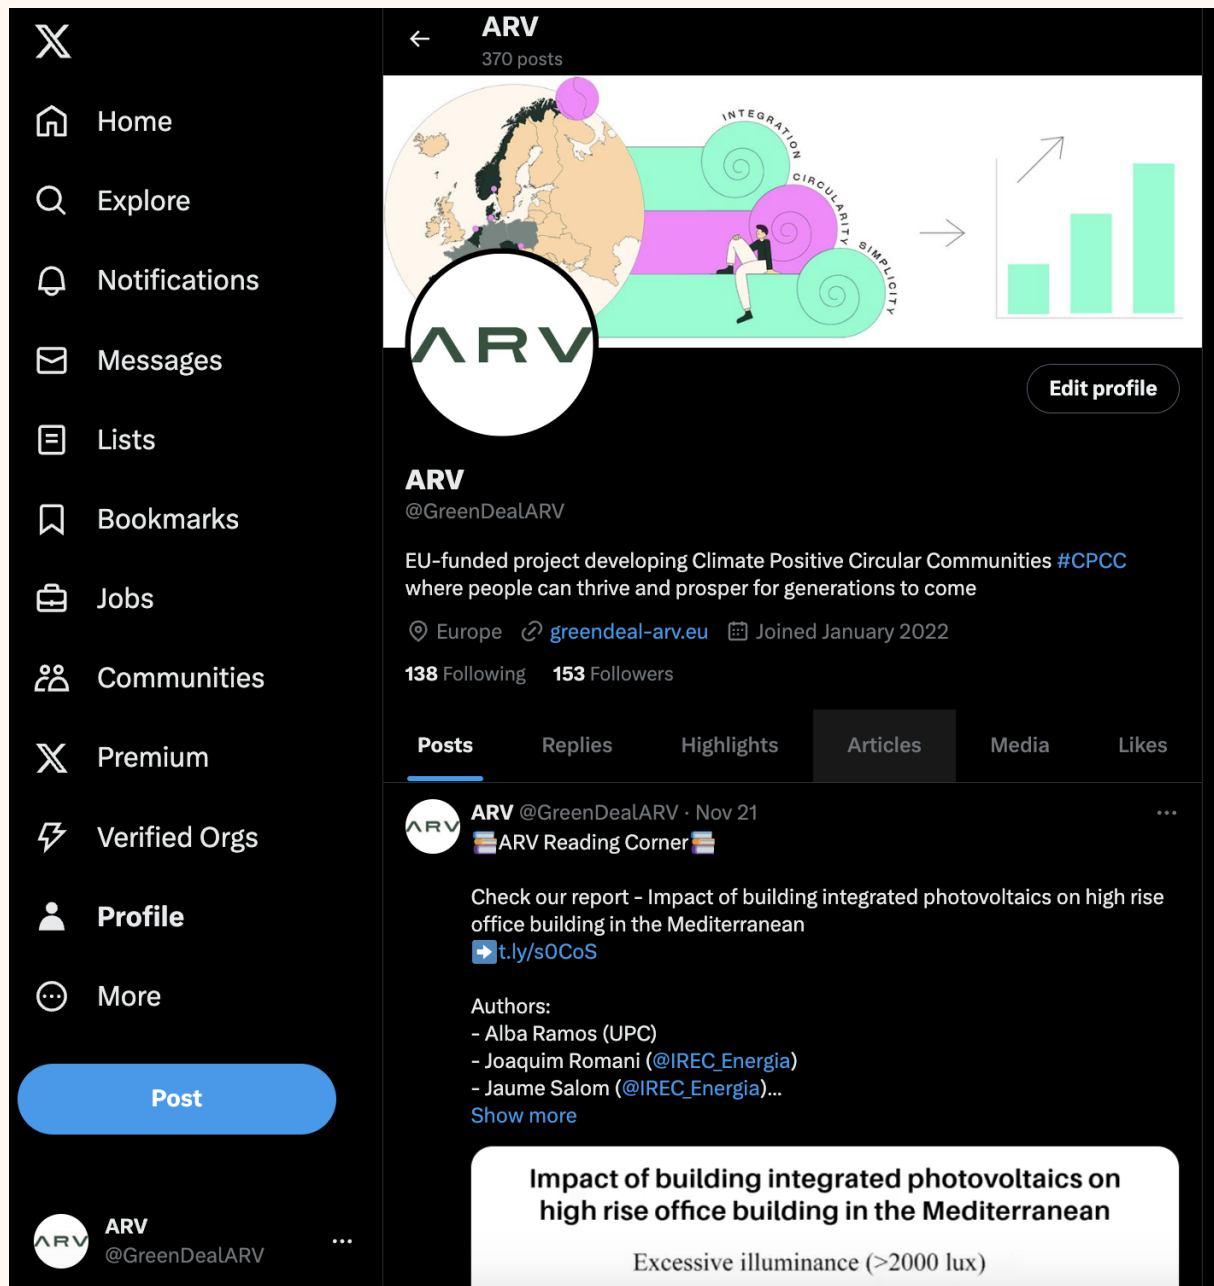 Home
Explore
Notifications
Messages
Lists
Bookmarks
Jobs
Communities
Premium
Verified Orgs
Profile
More
Post
ARV
@GreenDealARV
ARV
370 posts
INTEGRATION
CIRCULARITY
SIMPLICITY
ARV
Edit profile
ARV
@GreenDealARV
EU-funded project developing Climate Positive Circular Communities #CPCC
where people can thrive and prosper for generations to come
Europe greendeal-arv.eu Joined January 2022
138 Following 153 Followers
Posts Replies Highlights Articles Media Likes
ARV
ARV @GreenDealARV · Nov 21
📚ARV Reading Corner📚
Check our report - Impact of building integrated photovoltaics on high rise
office building in the Mediterranean
➡️t.ly/s0CoS
Authors:
- Alba Ramos (UPC)
- Joaquim Romani (@IREC_Energia)
- Jaume Salom (@IREC_Energia)...
Show more
Impact of building integrated photovoltaics on
high rise office building in the Mediterranean
Excessive illuminance (>2000 lux)
ARV